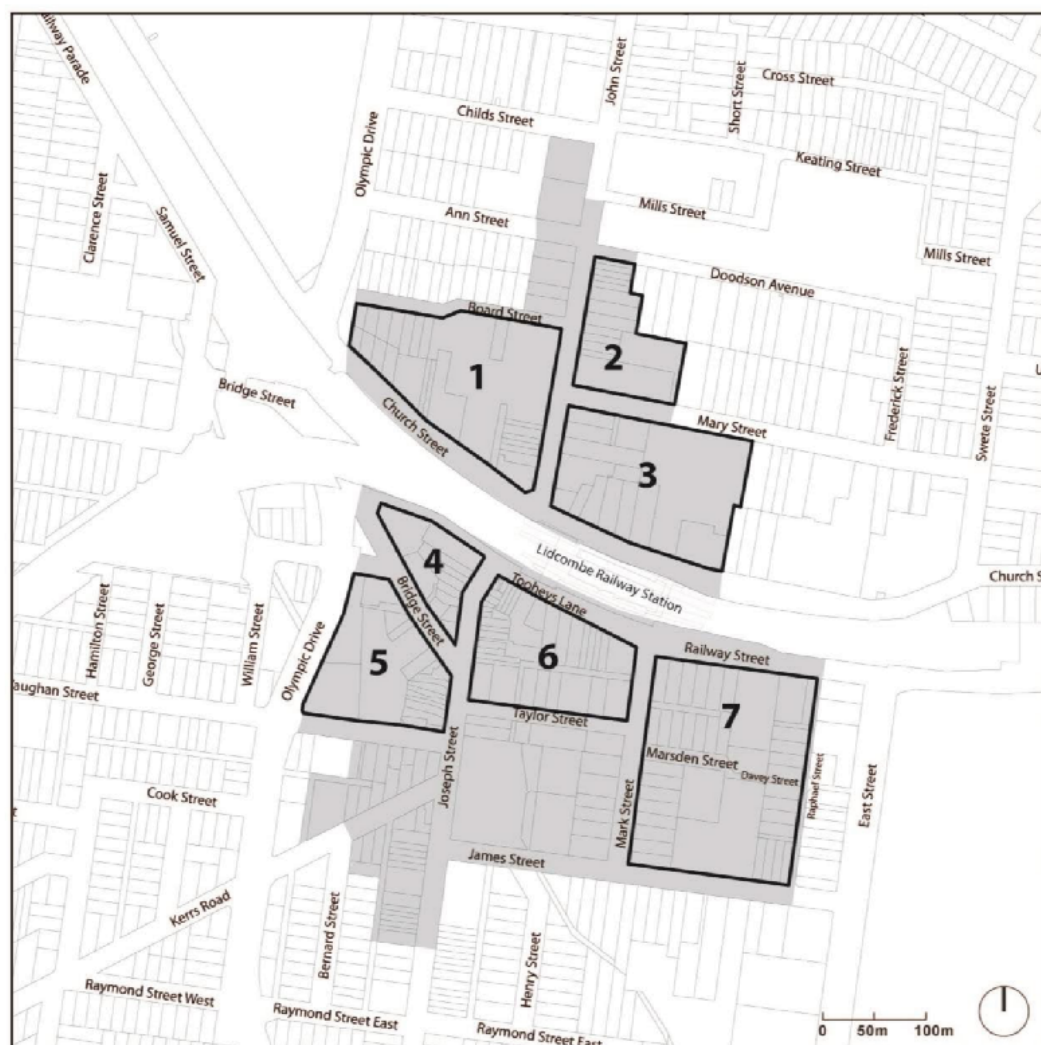 Railway Parade
John Street
Cross Street
Short Street
Childs Street
Keating Street
Olympic Drive
Clarence Street
Samuel Street
Ann Street
Mills Street
Mills Street
Doodson Avenue
Board Street
2
1
Bridge Street
Church Street
Mary Street
Frederick Street
Swete Street
3
Lidcombe Railway Station
Church S
4
Tooheys Lane
Bridge Street
Hamilton Street
George Street
William Street
Olympic Drive
5
6
Railway Street
7
aughan Street
Taylor Street
Marsden Street
Davey Street
Raphael Street
East Street
Joseph Street
Mark Street
Cook Street
James Street
Kerrs Road
Bernard Street
Henry Street
Raymond Street West
Raymond Street East
Raymond Street East
0 50m 100m